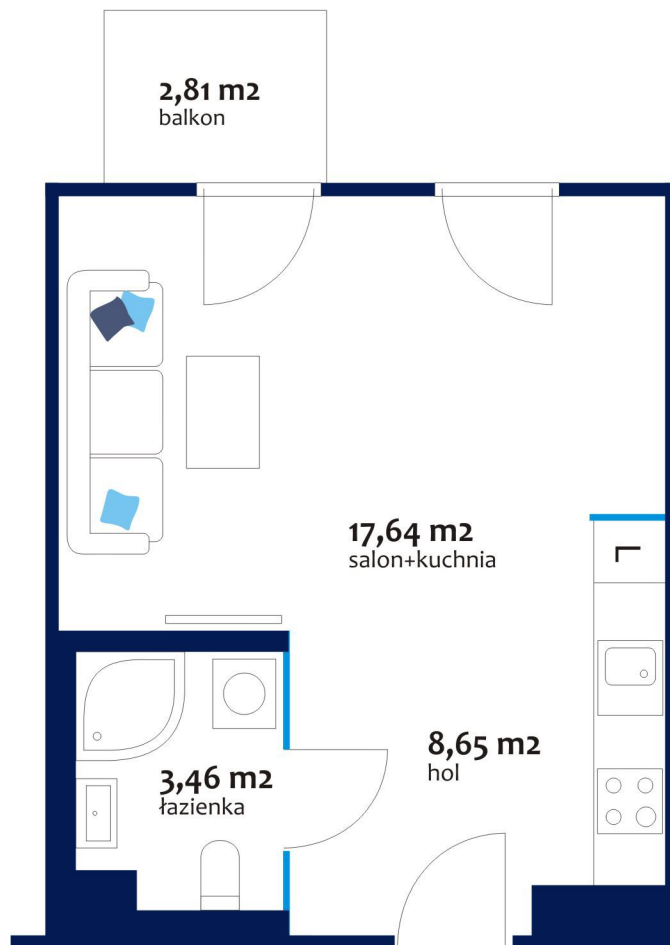 2,81 m2
balkon
17,64 m2
salon+kuchnia
L
8,65 m2
hol
3,46 m2
łazienka